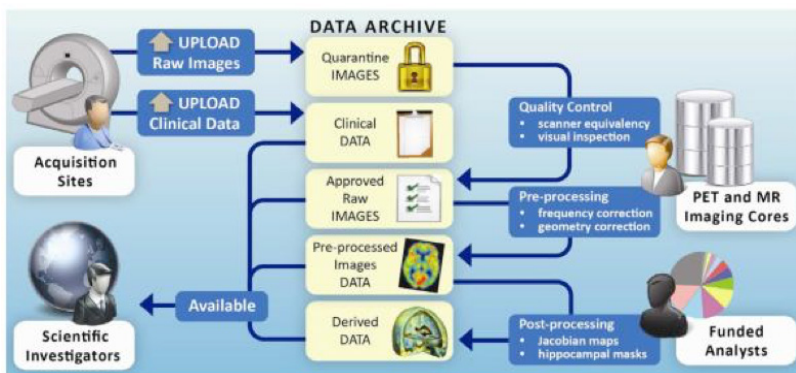 DATA ARCHIVE
UPLOAD
Raw Images
UPLOAD
Clinical Data
Acquisition
Sites
Quarantine
IMAGES
Clinical
DATA
Approved
Raw
IMAGES
Pre-processed
Images
DATA
Derived
DATA
Quality Control
• scanner equivalency
• visual inspection
Pre-processing
• frequency correction
• geometry correction
PET and MR
Imaging Cores
Available
Scientific
Investigators
Post-processing
• Jacobian maps
• hippocampal masks
Funded
Analysts